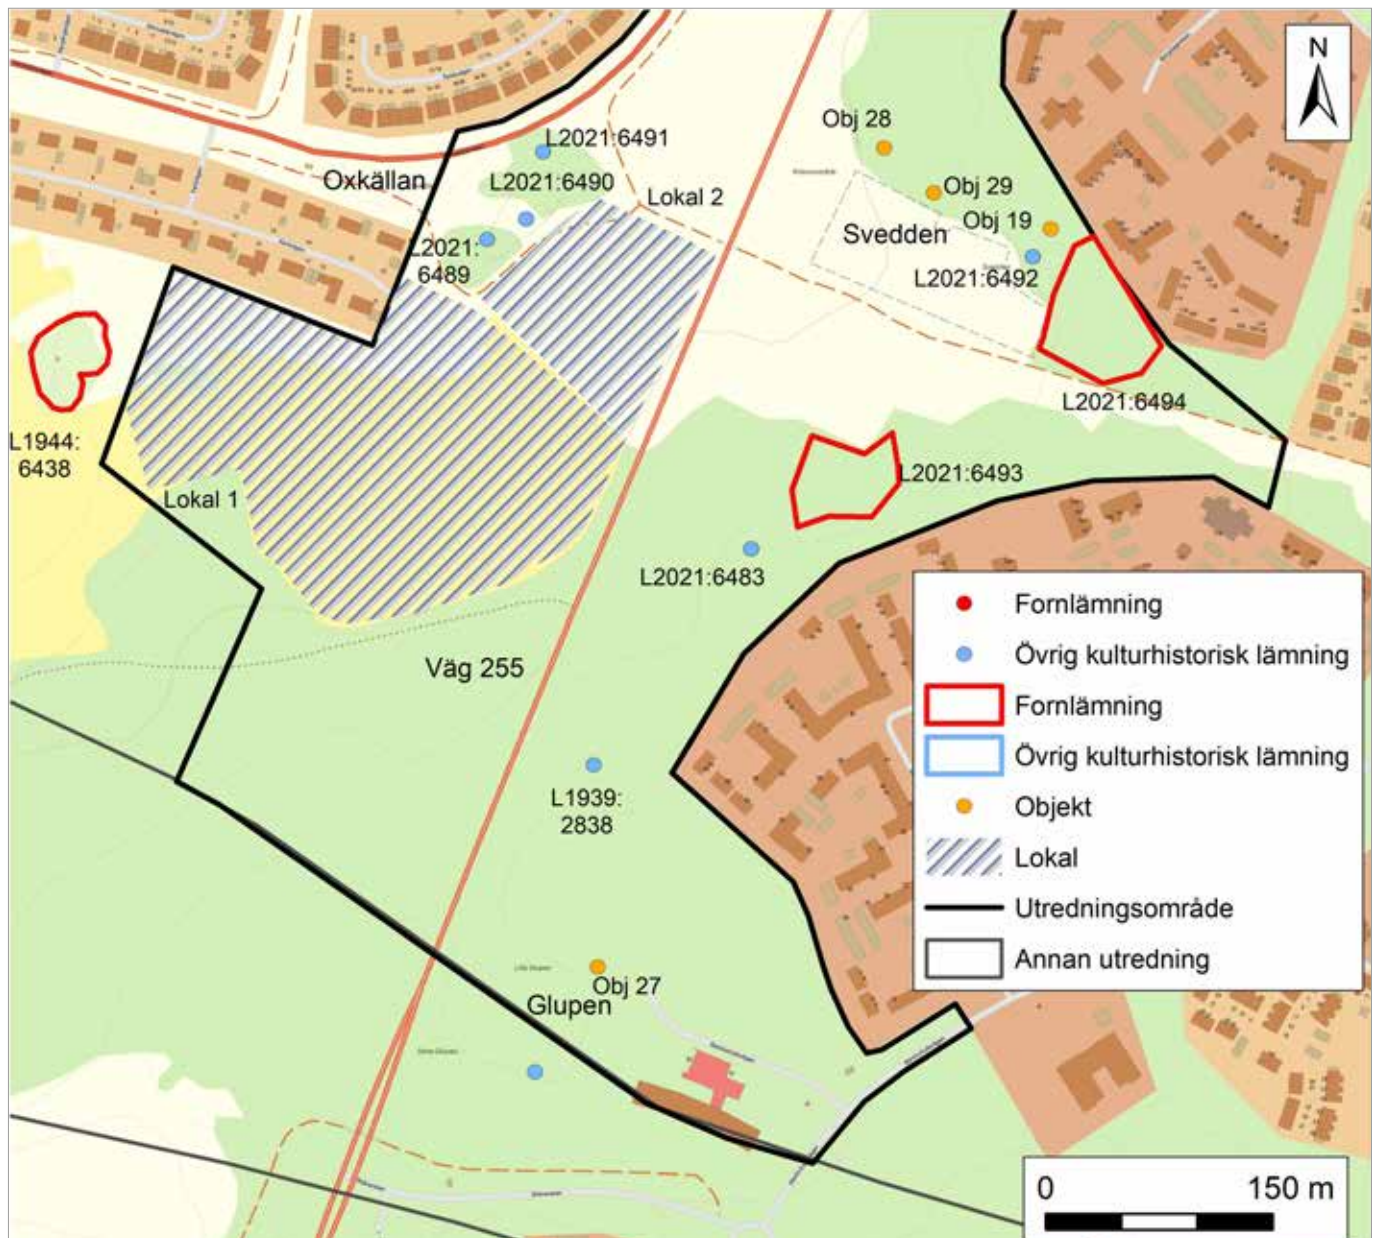 N
L2021:6491
Obj 28
Oxkällan
L2021:6490
Lokal 2
Obj 29
Obj 19
Svedden
L2021:
6489
L2021:6492
L2021:6494
L1944:
6438
Lokal 1
L2021:6493
L2021:6483
Väg 255
L1939:
2838
Obj 27
Glupen
Fornlämning
Övrig kulturhistorisk lämning
Fornlämning
Övrig kulturhistorisk lämning
Objekt
Lokal
Utredningsområde
Annan utredning
0 150 m